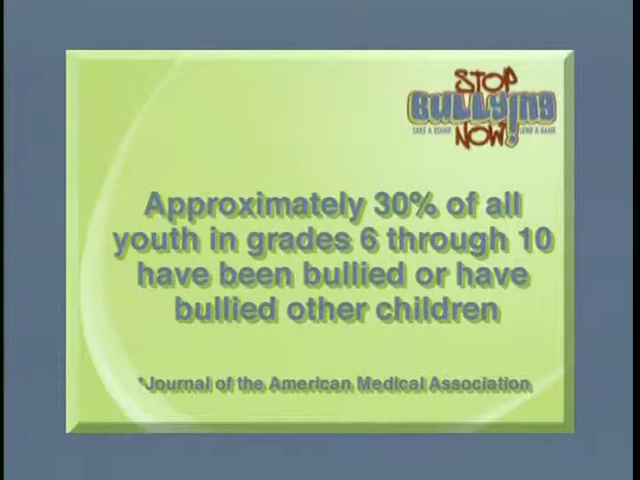 STOP
BULLYING
TAKE A STAND LEND A HAND
NOW!
Approximately 30% of all
youth in grades 6 through 10
have been bullied or have
bullied other children
*Journal of the American Medical Association